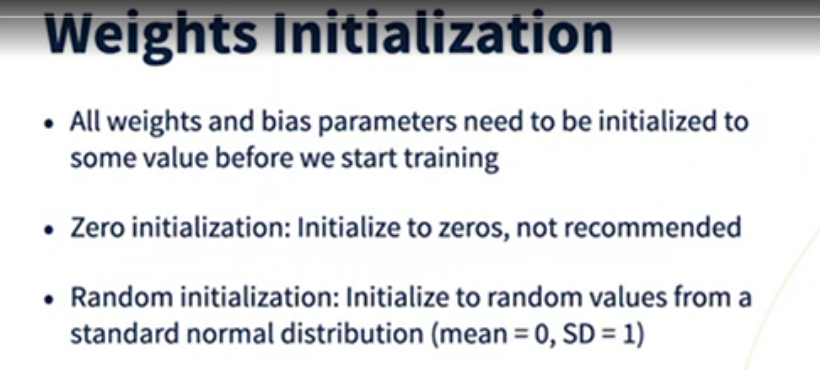 Weights Initialization
• All weights and bias parameters need to be initialized to
some value before we start training
• Zero initialization: Initialize to zeros, not recommended
• Random initialization: Initialize to random values from a
standard normal distribution (mean = 0, SD = 1)